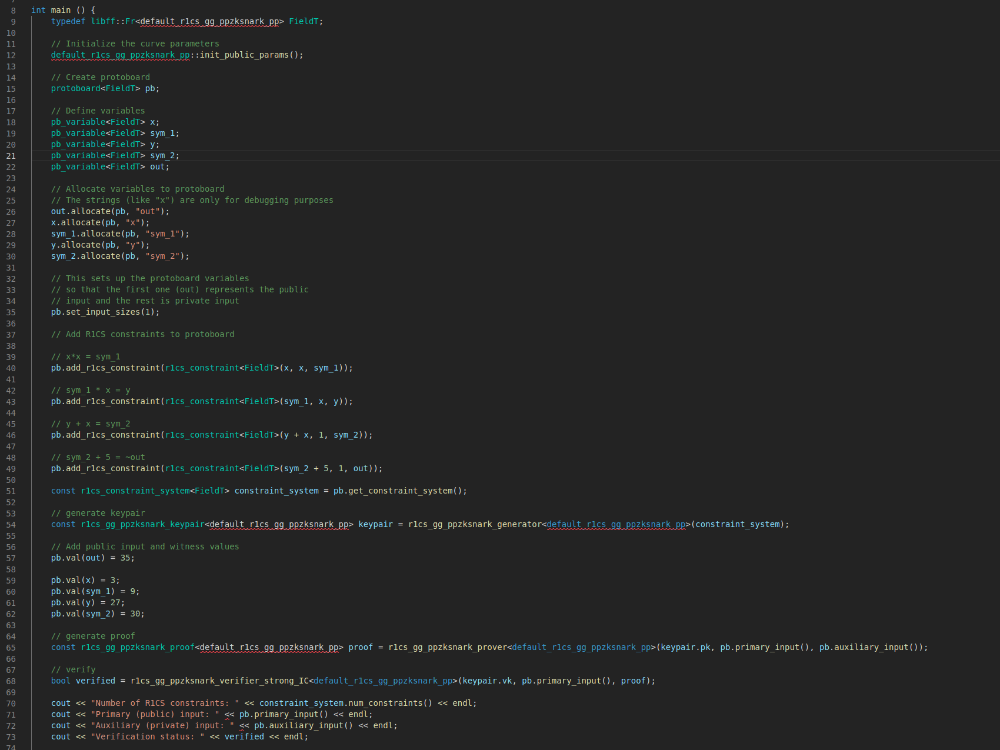 8 int main () {
9 typedef libff::Fr<default_r1cs_gg_ppzksnark_pp> FieldT;
10
11 // Initialize the curve parameters
12 default_r1cs_gg_ppzksnark_pp::init_public_params();
13
14 // Create protoboard
15 protoboard<FieldT> pb;
16
17 // Define variables
18 pb_variable<FieldT> x;
19 pb_variable<FieldT> sym_1;
20 pb_variable<FieldT> y;
21 pb_variable<FieldT> sym_2;
22 pb_variable<FieldT> out;
23
24 // Allocate variables to protoboard
25 // The strings (like "x") are only for debugging purposes
26 out.allocate(pb, "out");
27 x.allocate(pb, "x");
28 sym_1.allocate(pb, "sym_1");
29 y.allocate(pb, "y");
30 sym_2.allocate(pb, "sym_2");
31
32 // This sets up the protoboard variables
33 // so that the first one (out) represents the public
34 // input and the rest is private input
35 pb.set_input_sizes(1);
36
37 // Add R1CS constraints to protoboard
38
39 // x*x = sym_1
40 pb.add_r1cs_constraint(r1cs_constraint<FieldT>(x, x, sym_1));
41
42 // sym_1 * x = y
43 pb.add_r1cs_constraint(r1cs_constraint<FieldT>(sym_1, x, y));
44
45 // y + x = sym_2
46 pb.add_r1cs_constraint(r1cs_constraint<FieldT>(y + x, 1, sym_2));
47
48 // sym_2 + 5 = ~out
49 pb.add_r1cs_constraint(r1cs_constraint<FieldT>(sym_2 + 5, 1, out));
50
51 const r1cs_constraint_system<FieldT> constraint_system = pb.get_constraint_system();
52
53 // generate keypair
54 const r1cs_gg_ppzksnark_keypair<default_r1cs_gg_ppzksnark_pp> keypair = r1cs_gg_ppzksnark_generator<default_r1cs_gg_ppzksnark_pp>(constraint_system);
55
56 // Add public input and witness values
57 pb.val(out) = 35;
58
59 pb.val(x) = 3;
60 pb.val(sym_1) = 9;
61 pb.val(y) = 27;
62 pb.val(sym_2) = 30;
63
64 // generate proof
65 const r1cs_gg_ppzksnark_proof<default_r1cs_gg_ppzksnark_pp> proof = r1cs_gg_ppzksnark_prover<default_r1cs_gg_ppzksnark_pp>(keypair.pk, pb.primary_input(), pb.auxiliary_input());
66
67 // verify
68 bool verified = r1cs_gg_ppzksnark_verifier_strong_IC<default_r1cs_gg_ppzksnark_pp>(keypair.vk, pb.primary_input(), proof);
69
70 cout << "Number of R1CS constraints: " << constraint_system.num_constraints() << endl;
71 cout << "Primary (public) input: " << pb.primary_input() << endl;
72 cout << "Auxiliary (private) input: " << pb.auxiliary_input() << endl;
73 cout << "Verification status: " << verified << endl;
74